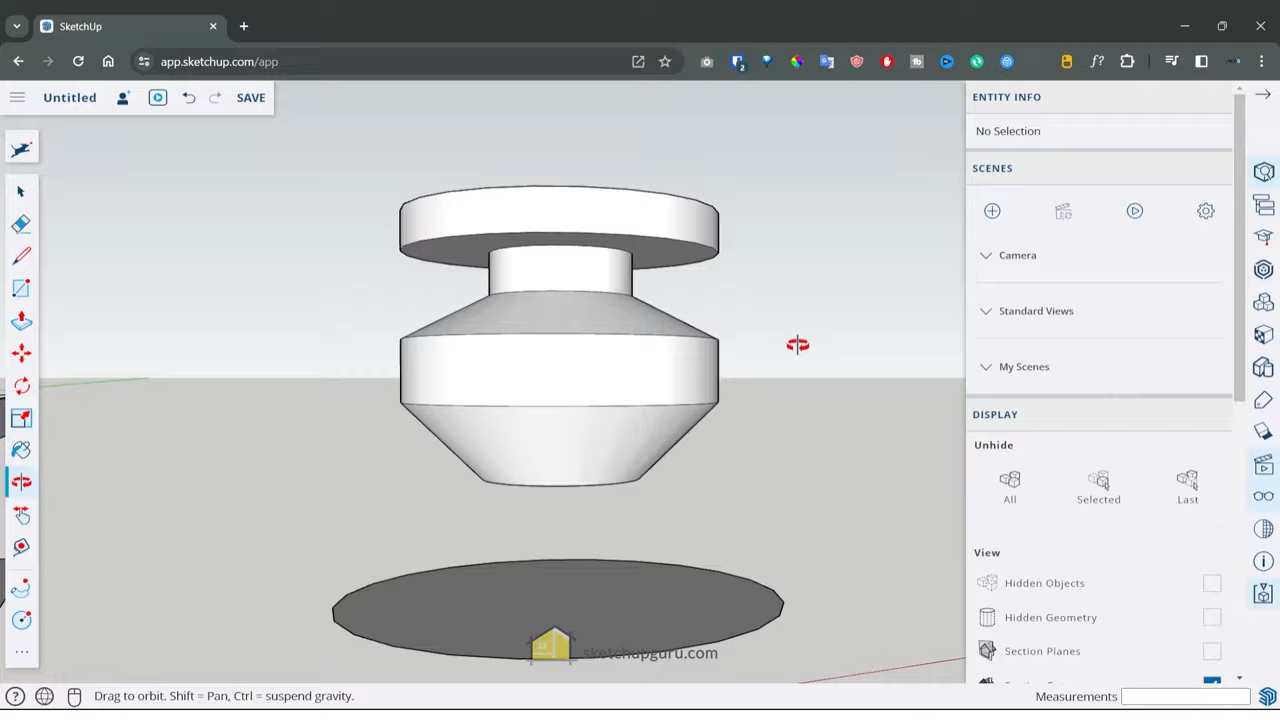 SketchUp
app.sketchup.com/app
2
Untitled
SAVE
ENTITY INFO
No Selection
SCENES
Camera
Standard Views
My Scenes
DISPLAY
Unhide
All Selected Last
View
Hidden Objects
Hidden Geometry
Section Planes
sketchupguru.com
Drag to orbit. Shift = Pan, Ctrl = suspend gravity.
Measurements